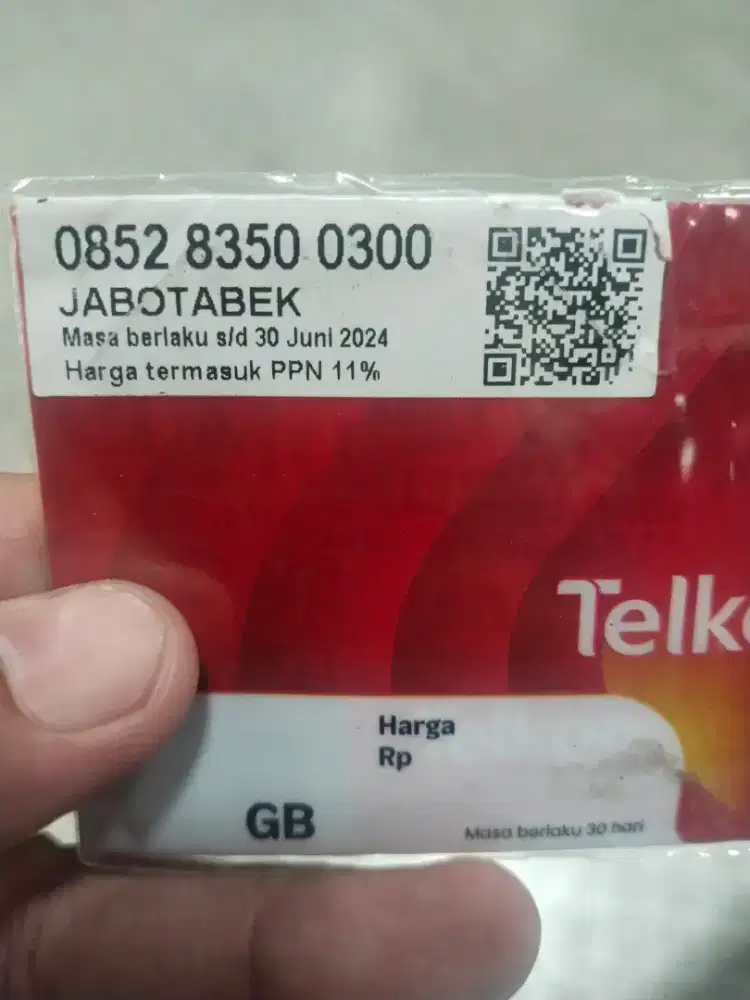 0852 8350 0300
JABOTABEK
Masa berlaku s/d 30 Juni 2024
Harga termasuk PPN 11%
Telk
Harga
Rp
GB
Masa berlaku 30 hari